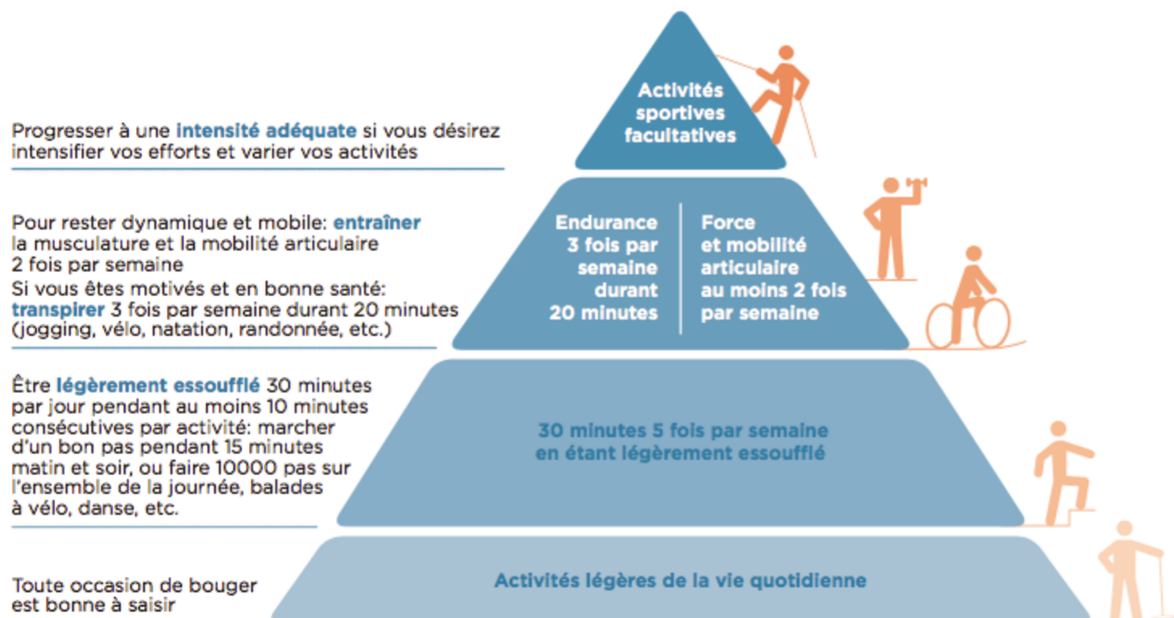 Activités
sportives
facultatives
Progresser à une intensité adéquate si vous désirez
intensifier vos efforts et varier vos activités
Pour rester dynamique et mobile: entraîner
la musculature et la mobilité articulaire
2 fois par semaine
Si vous êtes motivés et en bonne santé:
transpirer 3 fois par semaine durant 20 minutes
(jogging, vélo, natation, randonnée, etc.)
Endurance
3 fois par
semaine
durant
20 minutes
Force
et mobilité
articulaire
au moins 2 fois
par semaine
Être légèrement essoufflé 30 minutes
par jour pendant au moins 10 minutes
consécutives par activité: marcher
d'un bon pas pendant 15 minutes
matin et soir, ou faire 10000 pas sur
l'ensemble de la journée, balades
à vélo, danse, etc.
30 minutes 5 fois par semaine
en étant légèrement essoufflé
Toute occasion de bouger
est bonne à saisir
Activités légères de la vie quotidienne